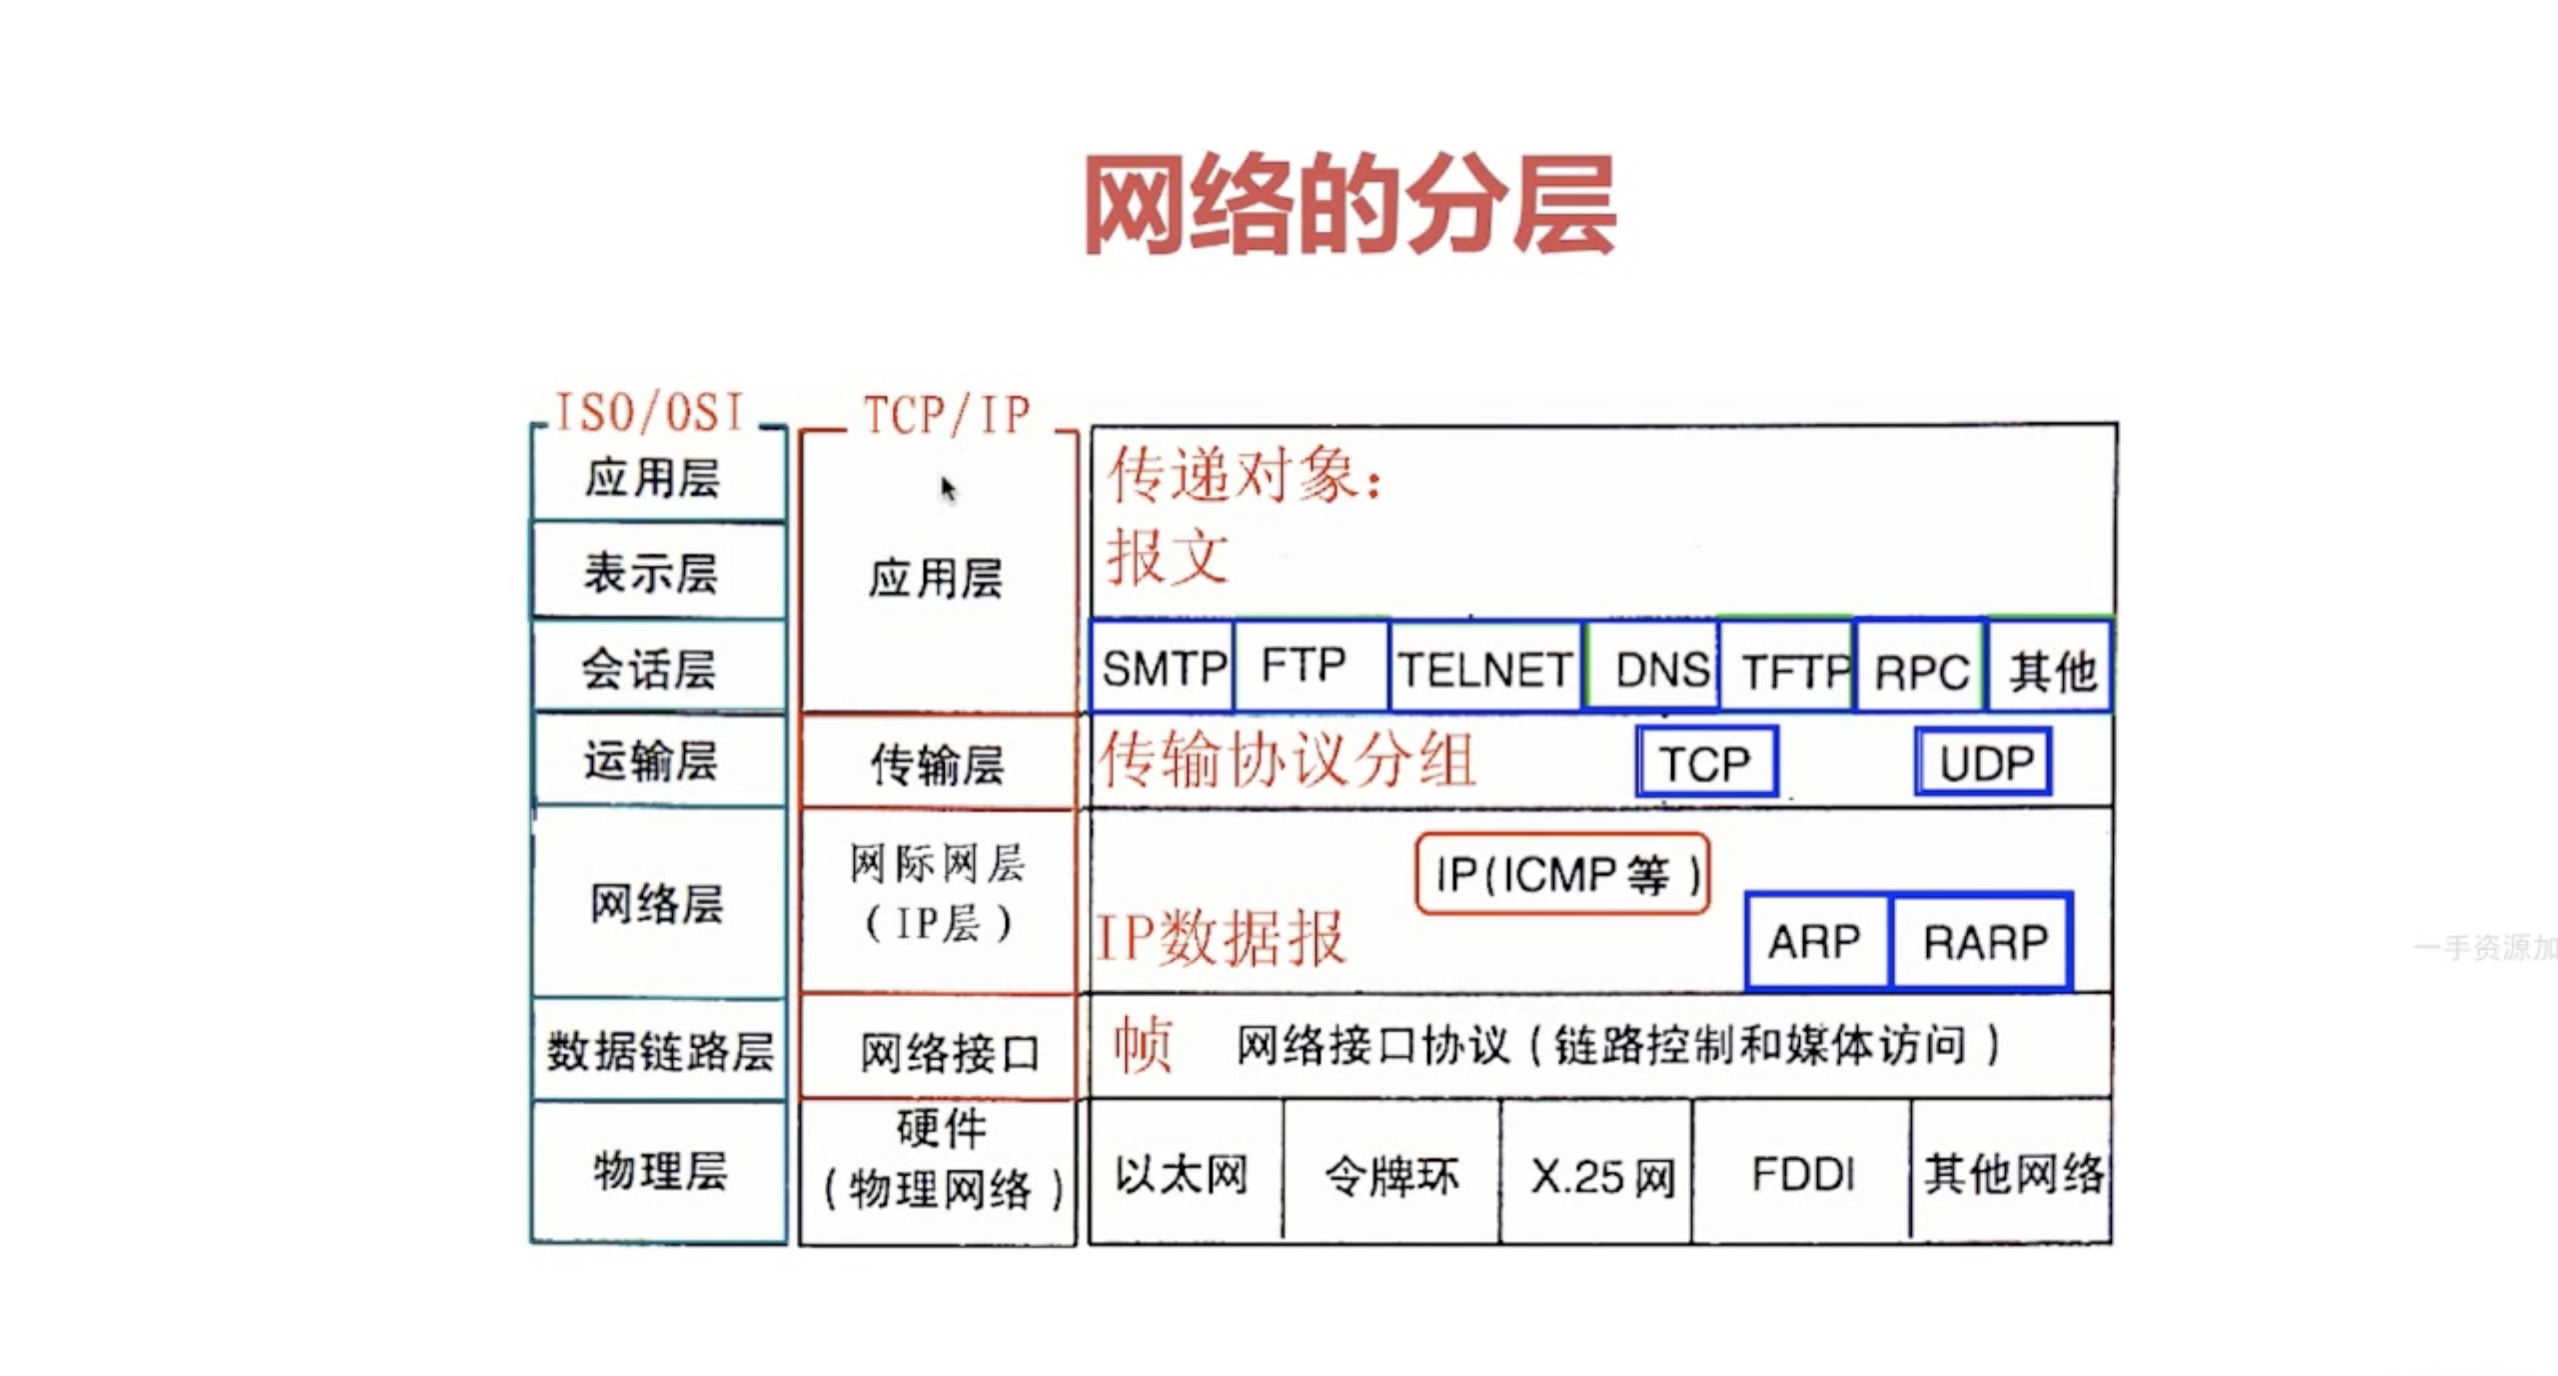 网络的分层
ISO/OSI
TCP/IP
应用层
表示层
会话层
运输层
网络层
数据链路层
物理层
应用层
传输层
网际网层
(IP层)
网络接口
硬件
(物理网络)
传递对象:
报文
SMTP FTP TELNET DNS TFTP RPC 其他
传输协议分组 TCP UDP
IP(ICMP等)
IP数据报 ARP RARP
帧 网络接口协议(链路控制和媒体访问)
以太网 令牌环 X.25网 FDDI 其他网络
一手资源加